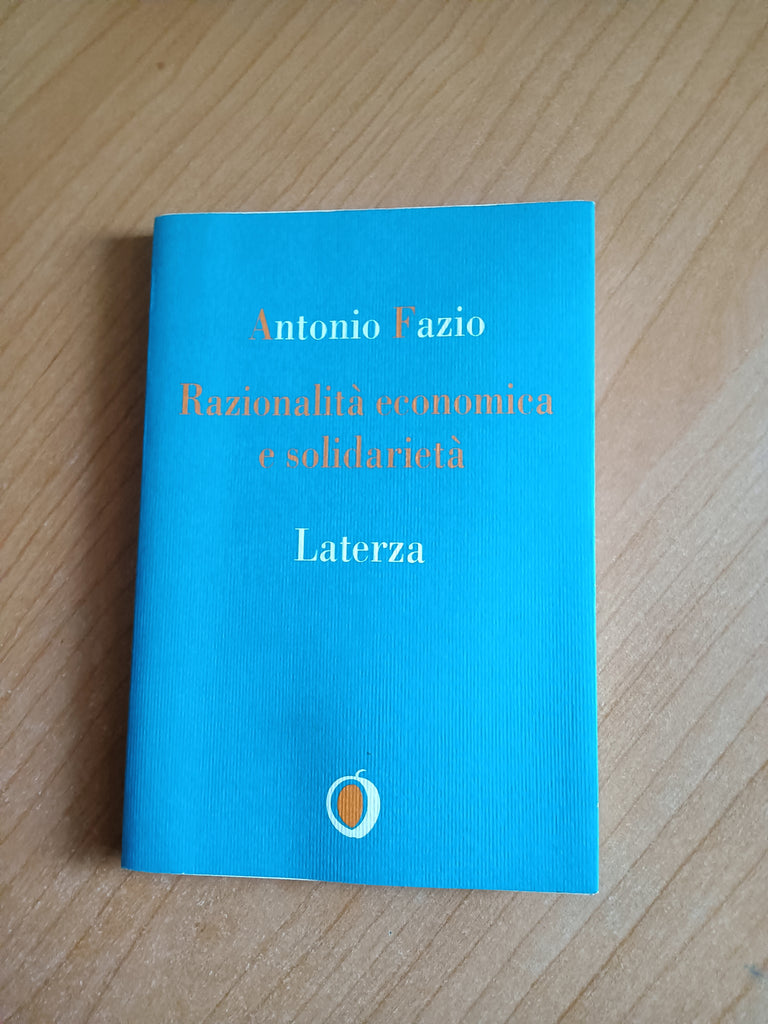 Antonio Fazio
Razionalità economica
e solidarietà
Laterza